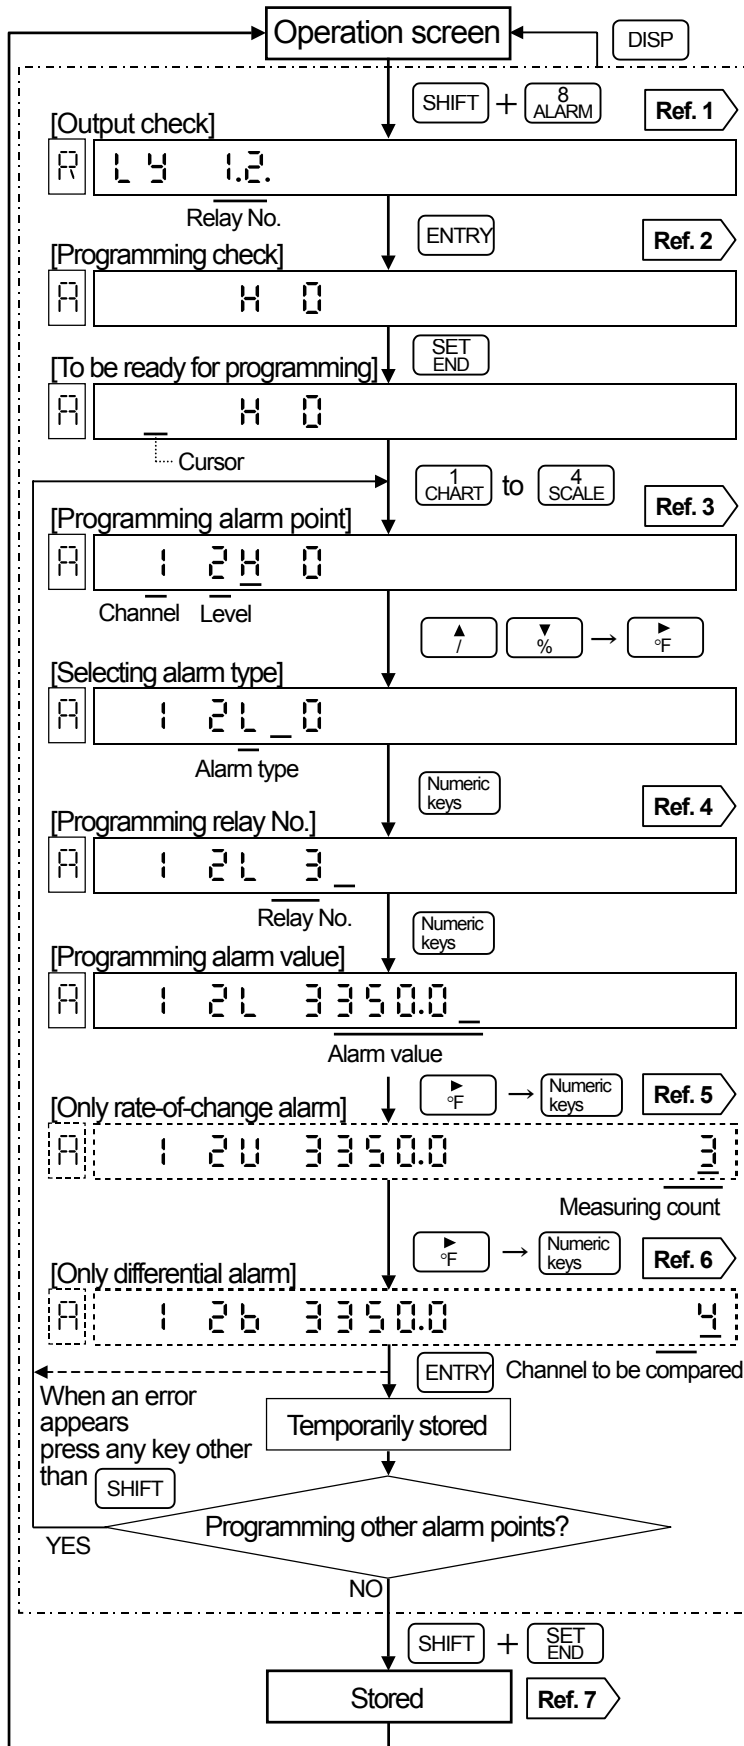 Operation screen
DISP
SHIFT + 8 ALARM
Ref. 1
[Output check]
R L y 1.2.
Relay No.
ENTRY
Ref. 2
[Programming check]
A H 0
SET END
[To be ready for programming]
A H 0
Cursor
1 CHART to 4 SCALE
Ref. 3
[Programming alarm point]
A 1 2H 0
Channel Level
▲ / ▼ % → ► °F
[Selecting alarm type]
A 1 2L _0
Alarm type
Numeric keys
Ref. 4
[Programming relay No.]
A 1 2L 3_
Relay No.
Numeric keys
[Programming alarm value]
A 1 2L 3350.0_
Alarm value
► °F → Numeric keys
Ref. 5
[Only rate-of-change alarm]
A 1 2U 3350.0 3
Measuring count
► °F → Numeric keys
Ref. 6
[Only differential alarm]
A 1 2b 3350.0 4
ENTRY Channel to be compared
When an error
appears
press any key other
than SHIFT
Temporarily stored
Programming other alarm points?
YES
NO
SHIFT + SET END
Stored
Ref. 7